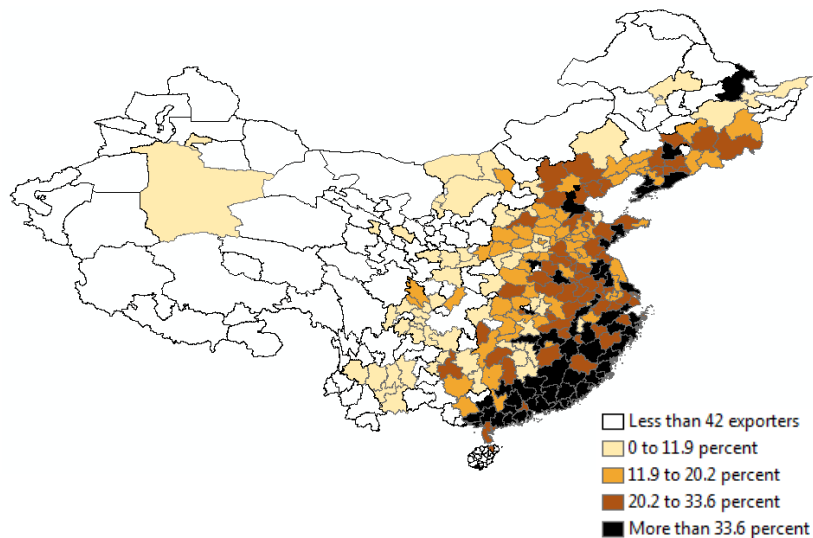 Less than 42 exporters
0 to 11.9 percent
11.9 to 20.2 percent
20.2 to 33.6 percent
More than 33.6 percent